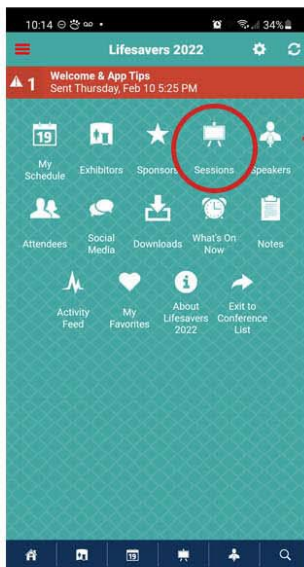 10:14
34%
Lifesavers 2022
1
Welcome & App Tips
Sent Thursday, Feb 10 5:25 PM
19
My
Schedule
Exhibitors
Sponsors
Sessions
Speakers
Attendees
Social
Media
Downloads
What's On
Now
Notes
Activity
Feed
My
Favorites
About
Lifesavers
2022
Exit to
Conference
List
19